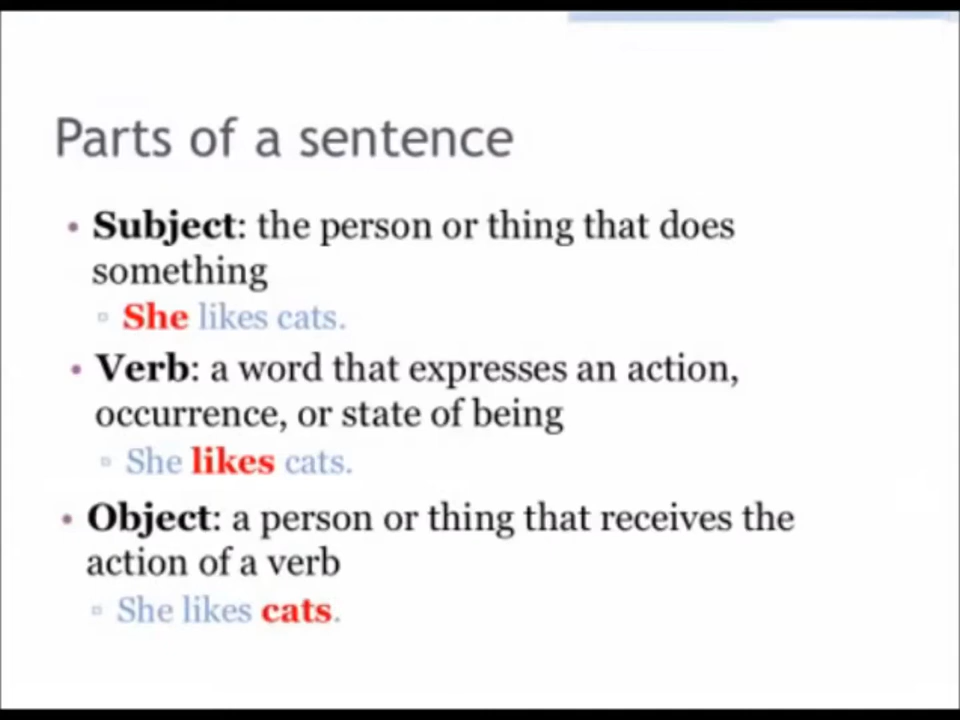 Parts of a sentence
• Subject: the person or thing that does
something
▫ She likes cats.
• Verb: a word that expresses an action,
occurrence, or state of being
▫ She likes cats.
• Object: a person or thing that receives the
action of a verb
▫ She likes cats.